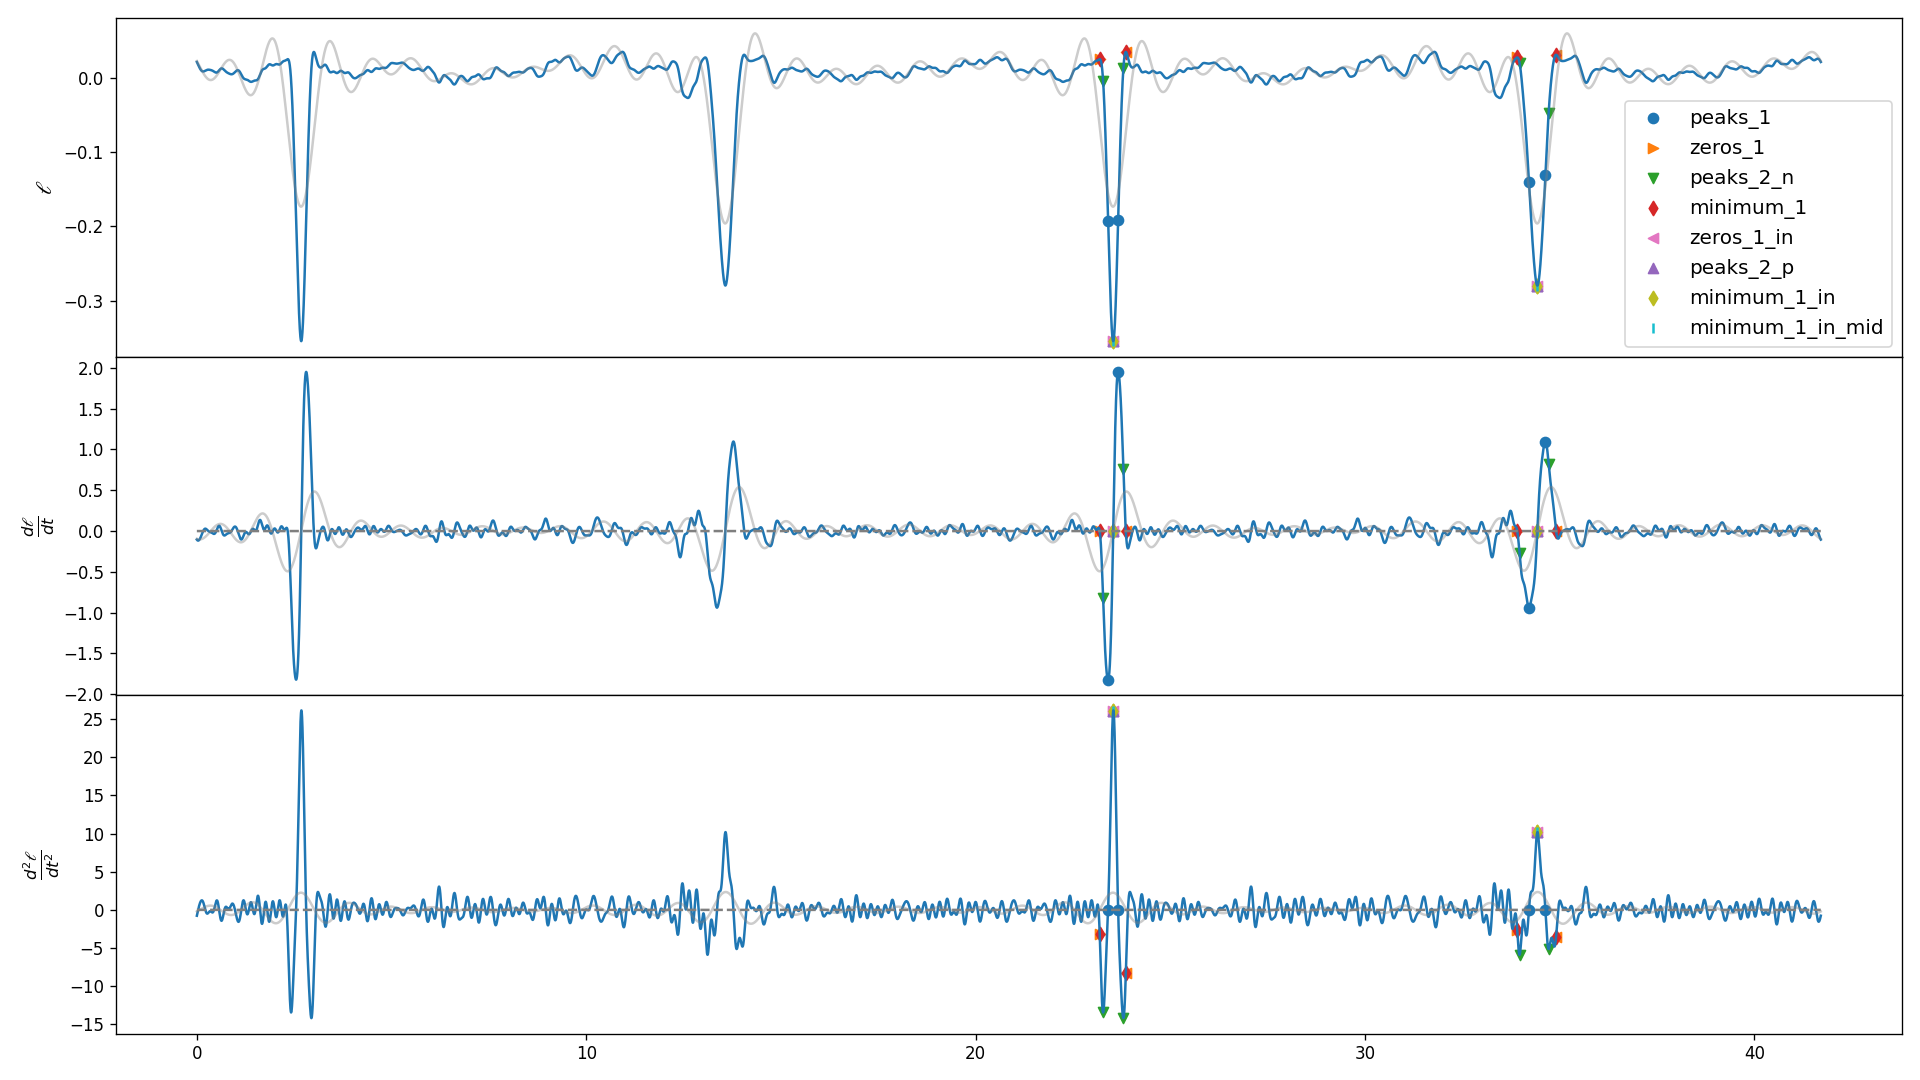 0.0
−0.1
−0.2
−0.3
ℓ
peaks_1
zeros_1
peaks_2_n
minimum_1
zeros_1_in
peaks_2_p
minimum_1_in
minimum_1_in_mid
2.0
1.5
1.0
0.5
0.0
−0.5
−1.0
−1.5
−2.0
dℓ
dt
25
20
15
10
5
0
−5
−10
−15
d²ℓ
dt²
0 10 20 30 40